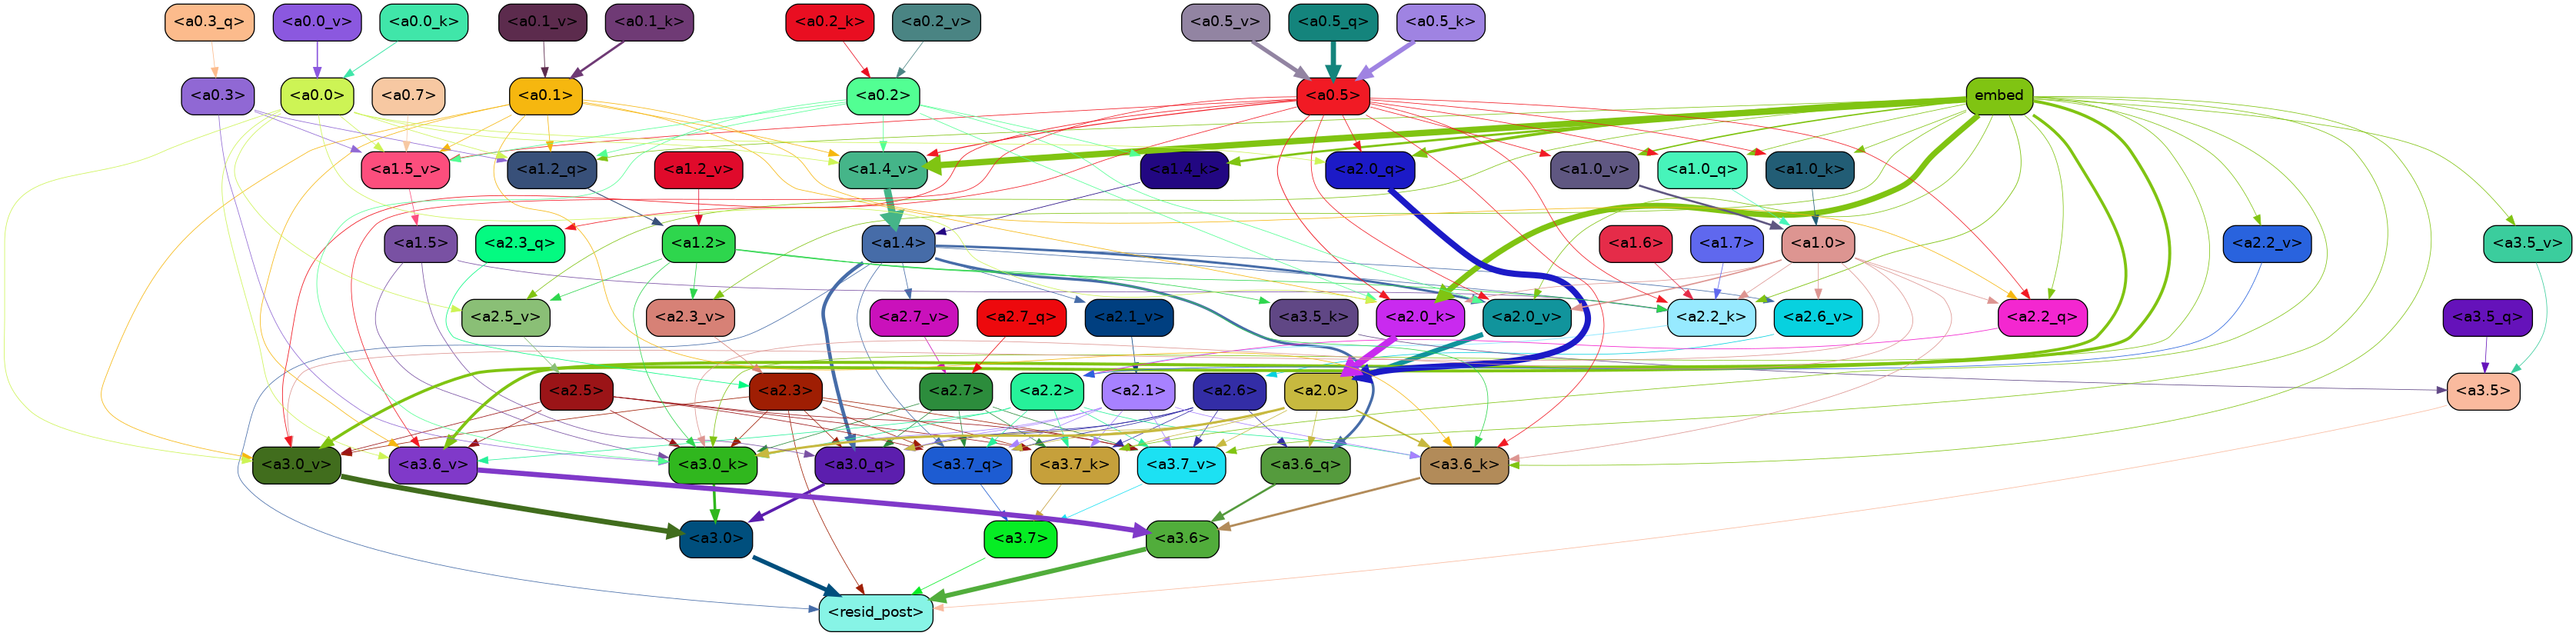 <a0.3_q> <a0.0_v> <a0.0_k> <a0.1_v> <a0.1_k> <a0.2_k> <a0.2_v> <a0.5_v> <a0.5_q> <a0.5_k>
<a0.3> <a0.0> <a0.7> <a0.1> <a0.2> <a0.5> embed
<a1.5_v> <a1.2_q> <a1.2_v> <a1.4_v> <a1.4_k> <a2.0_q> <a1.0_v> <a1.0_q> <a1.0_k>
<a1.5> <a2.3_q> <a1.2> <a1.4> <a1.6> <a1.7> <a1.0> <a2.2_v> <a3.5_v>
<a2.5_v> <a2.3_v> <a2.7_v> <a2.7_q> <a2.1_v> <a3.5_k> <a2.0_k> <a2.0_v> <a2.2_k> <a2.6_v> <a2.2_q> <a3.5_q>
<a2.5> <a2.3> <a2.7> <a2.2> <a2.1> <a2.6> <a2.0> <a3.5>
<a3.0_v> <a3.6_v> <a3.0_k> <a3.0_q> <a3.7_q> <a3.7_k> <a3.7_v> <a3.6_q> <a3.6_k>
<a3.0> <a3.7> <a3.6>
<resid_post>